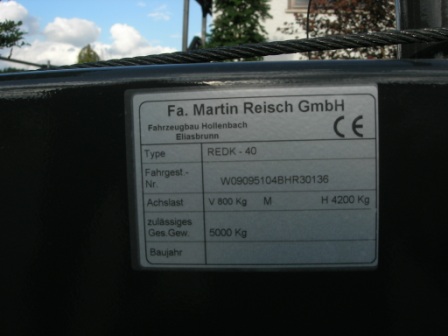 Fa. Martin Reisch GmbH
Fahrzeugbau Hollenbach
Eliasbrunn
CE
Type REDK - 40
Fahrgest.-
Nr. W09095104BHR30136
Achslast V 800 Kg M H 4200 Kg
zulässiges
Ges.Gew. 5000 Kg
Baujahr